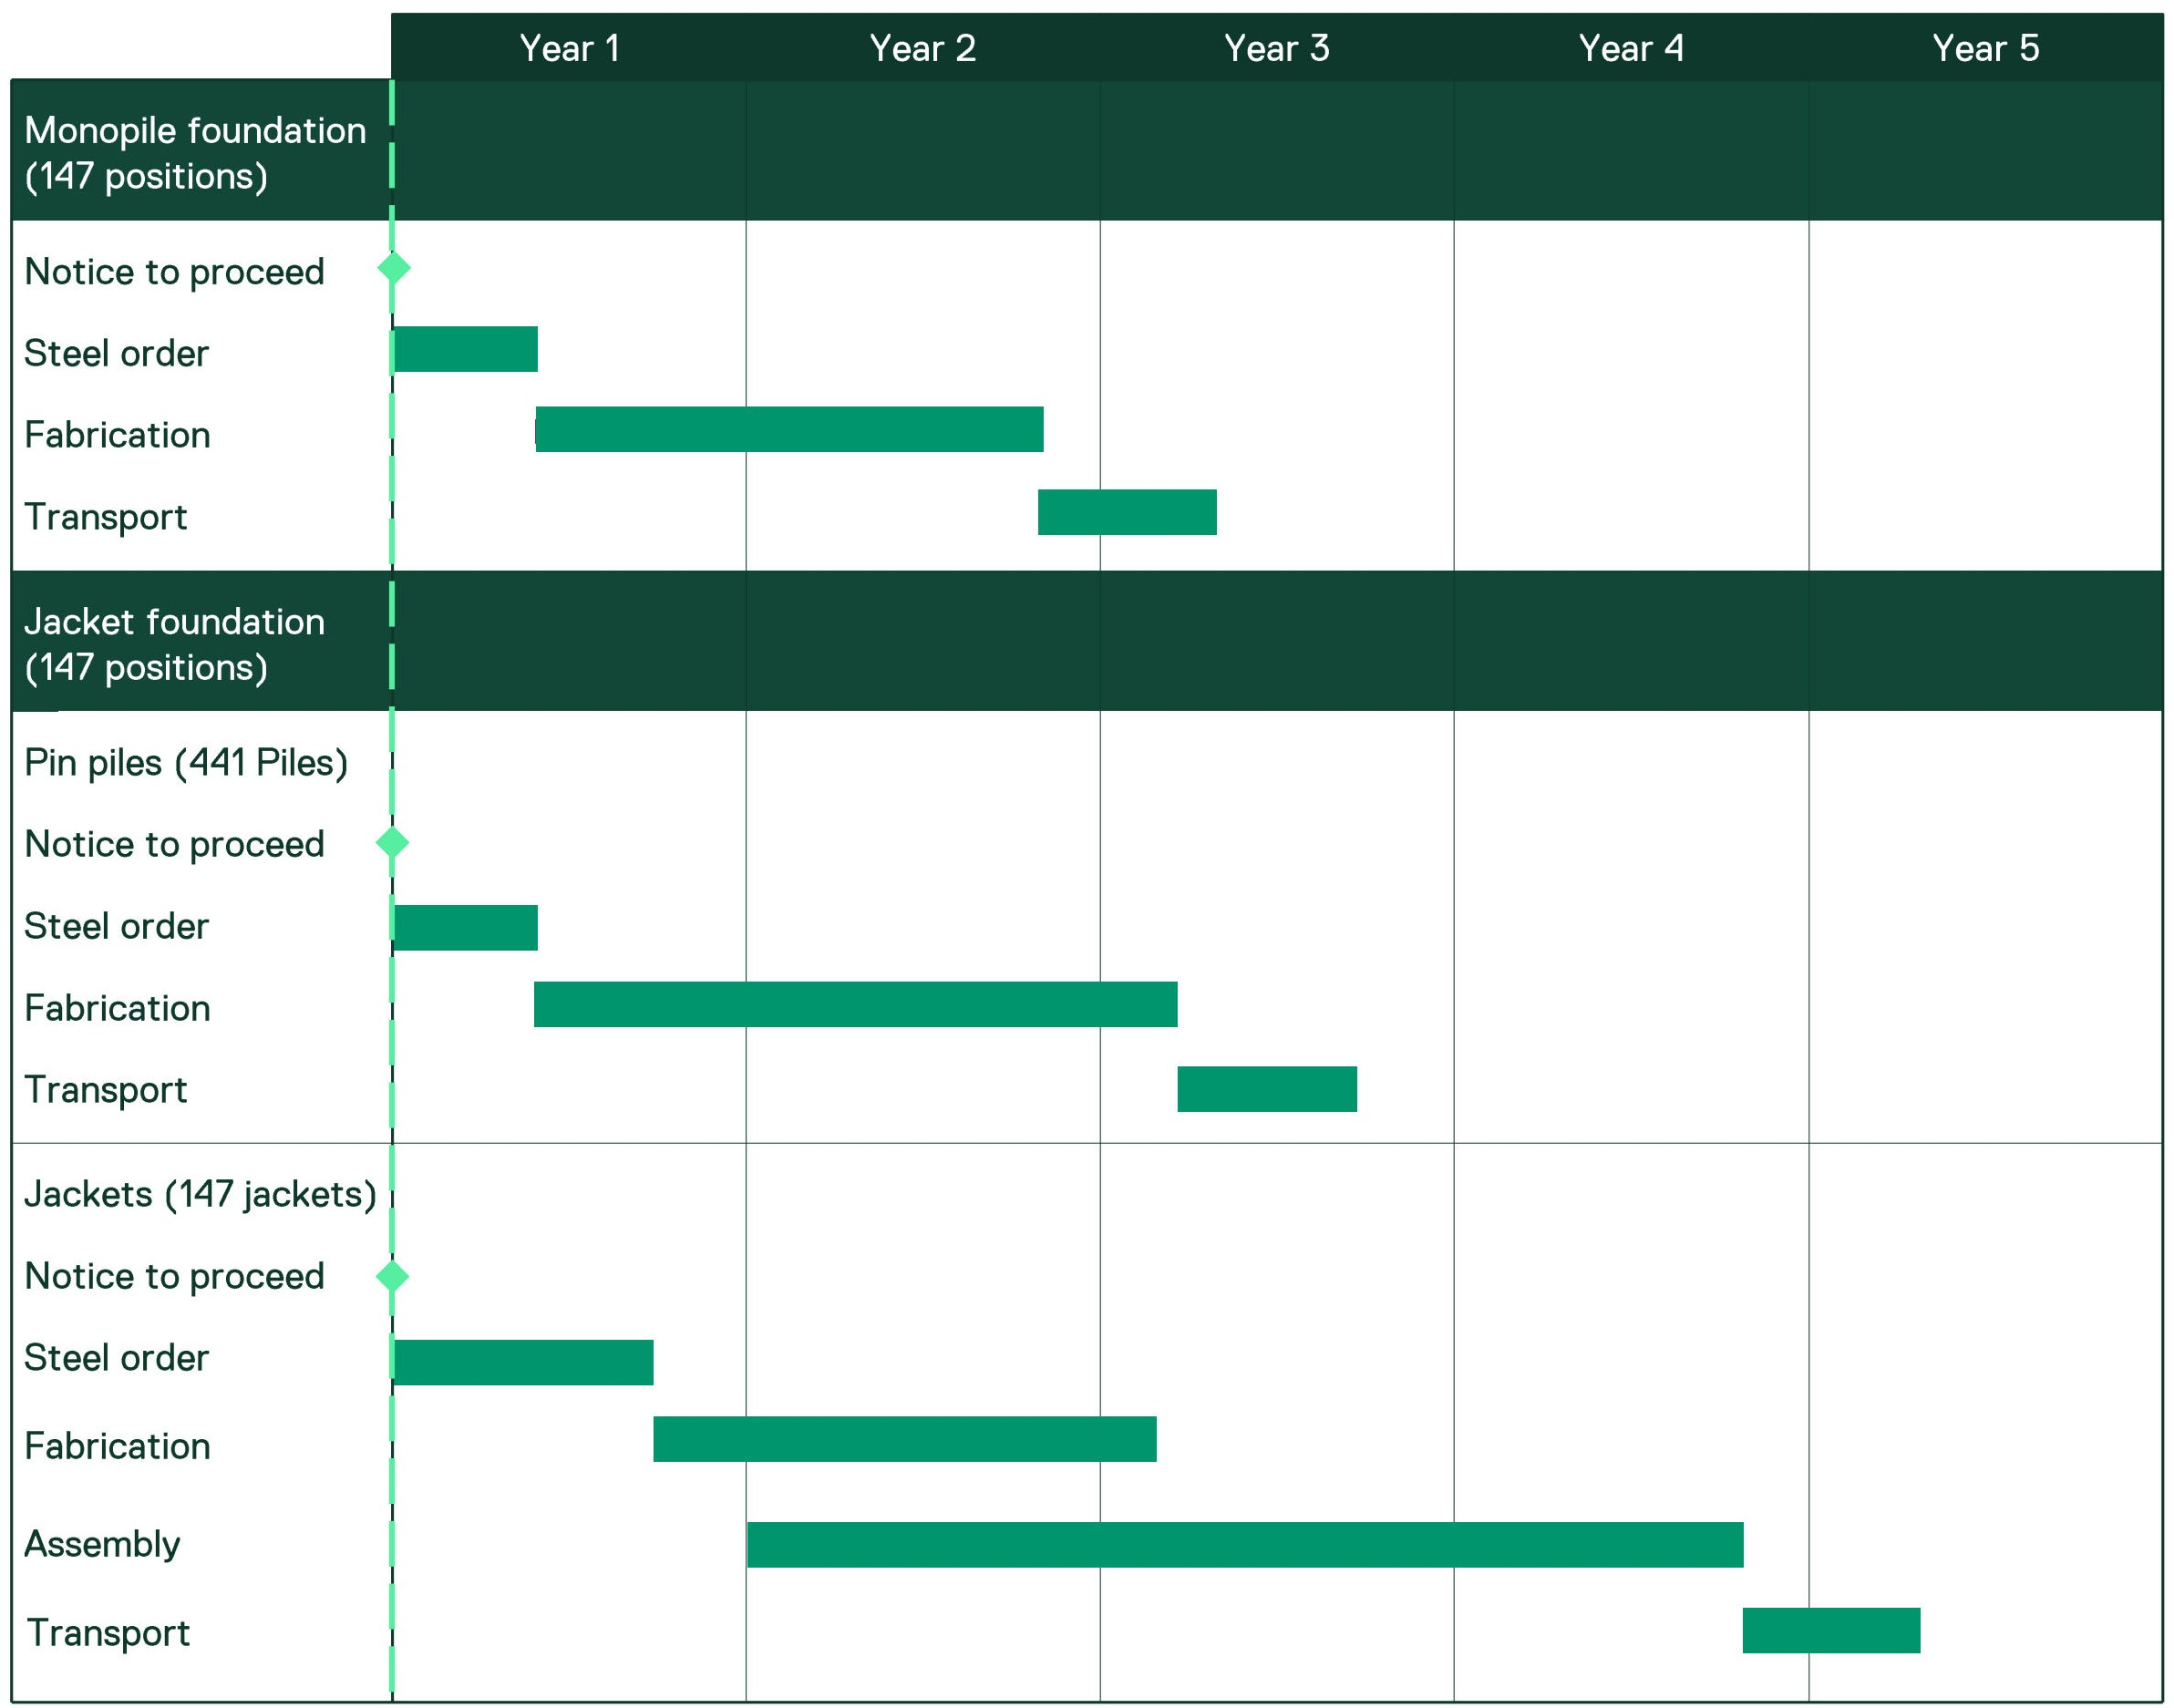 Year 1 Year 2 Year 3 Year 4 Year 5
Monopile foundation
(147 positions)
Notice to proceed
Steel order
Fabrication
Transport
Jacket foundation
(147 positions)
Pin piles (441 Piles)
Notice to proceed
Steel order
Fabrication
Transport
Jackets (147 jackets)
Notice to proceed
Steel order
Fabrication
Assembly
Transport